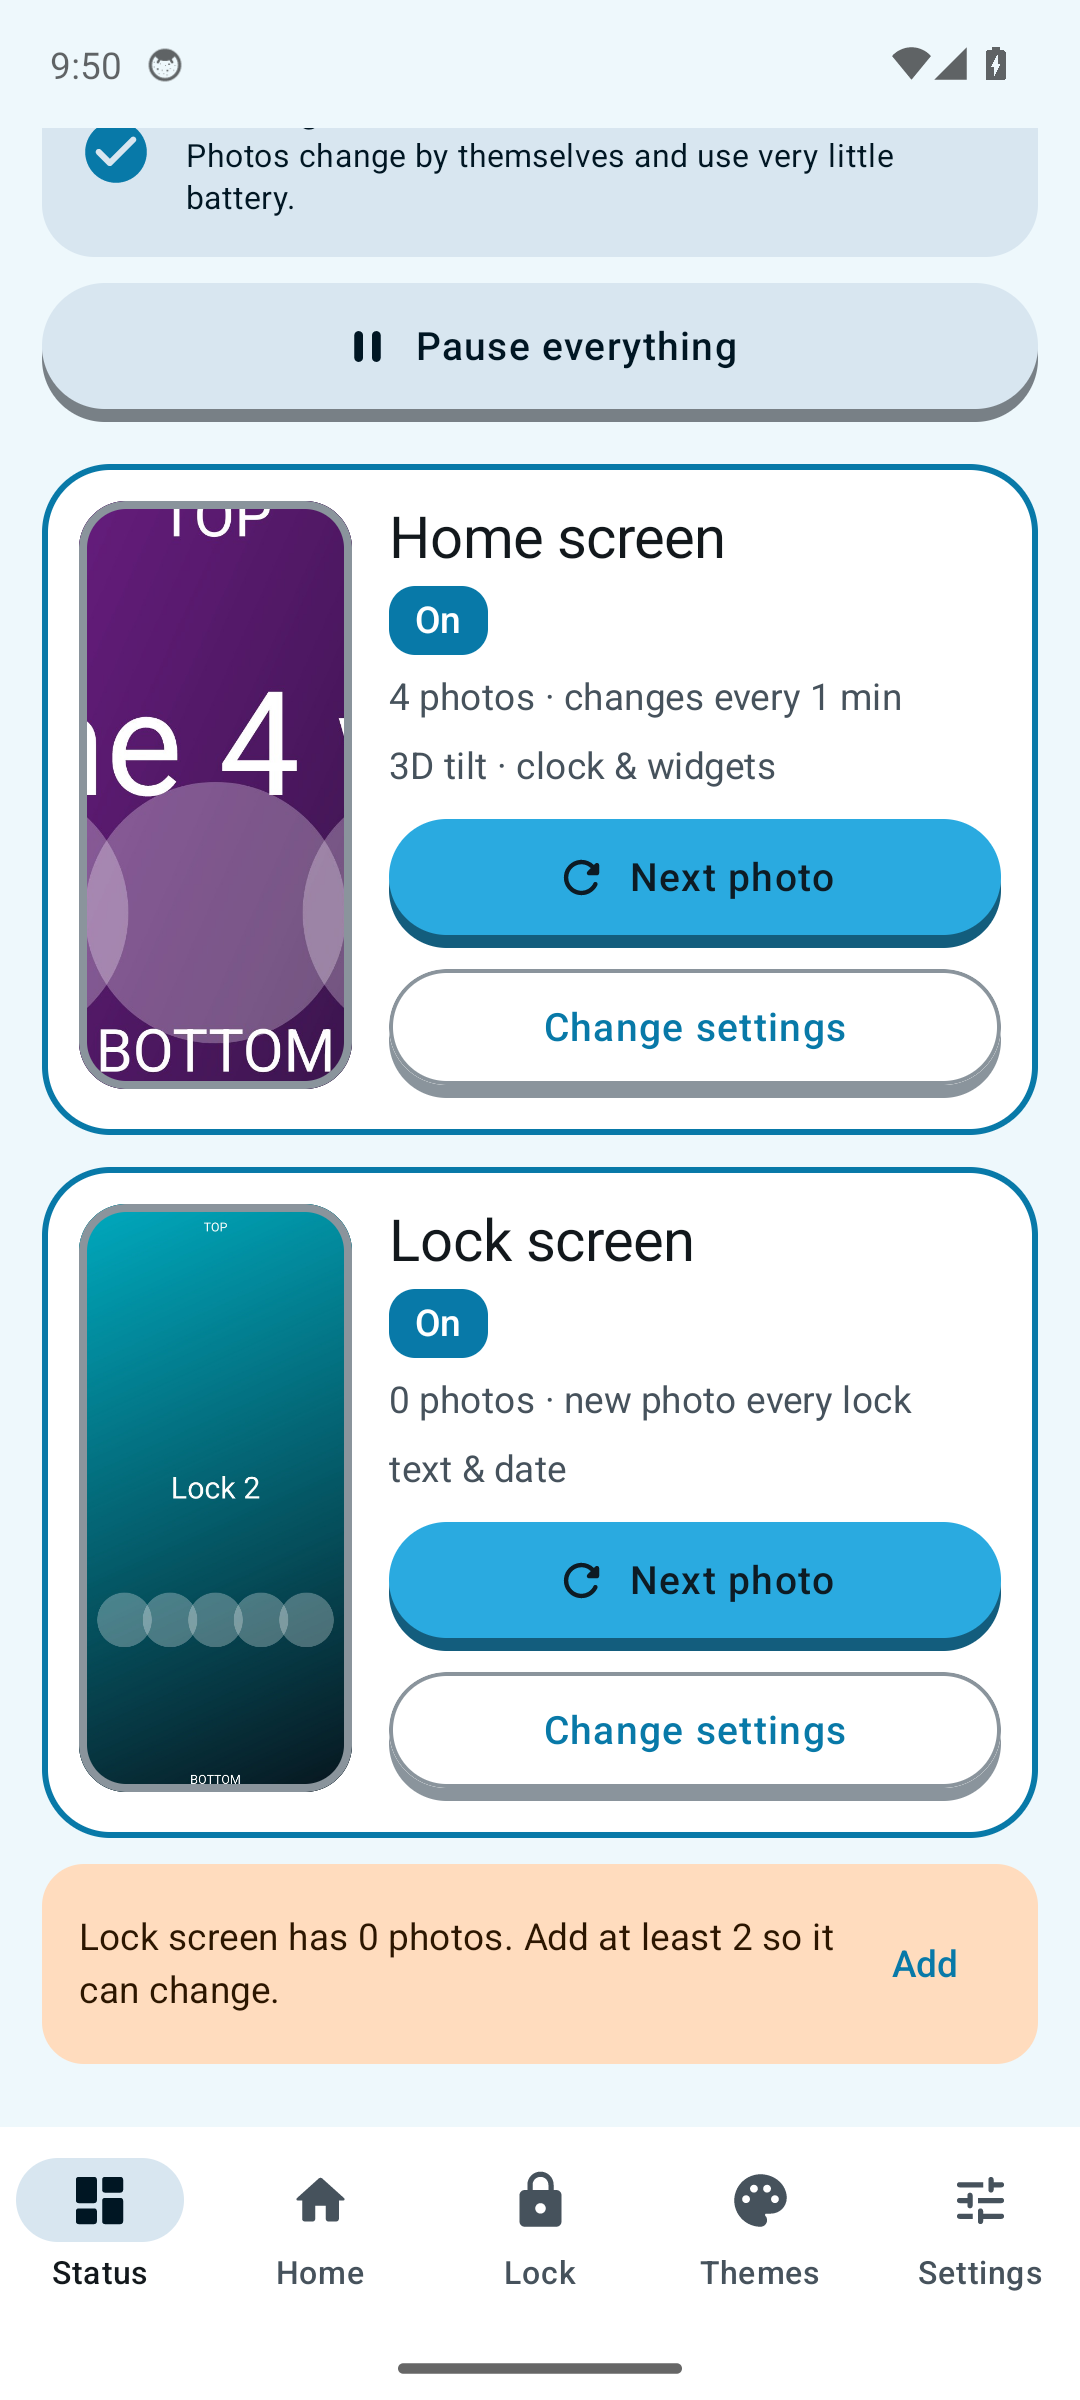 9:50
Photos change by themselves and use very little
battery.
Pause everything
TOP
e 4
BOTTOM
Home screen
On
4 photos · changes every 1 min
3D tilt · clock & widgets
Next photo
Change settings
TOP
Lock 2
BOTTOM
Lock screen
On
0 photos · new photo every lock
text & date
Next photo
Change settings
Lock screen has 0 photos. Add at least 2 so it
can change.
Add
Status
Home
Lock
Themes
Settings